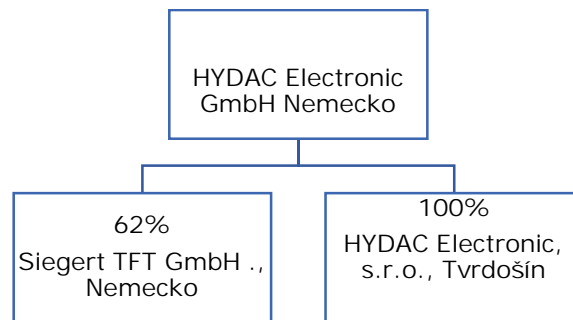 HYDAC Electronic
GmbH Nemecko
62%
Siegert TFT GmbH .,
Nemecko
100%
HYDAC Electronic,
s.r.o., Tvrdošín